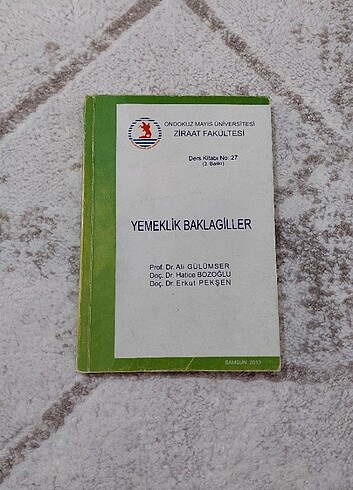 ONDOKUZ MAYIS ÜNİVERSİTESİ
ZİRAAT FAKÜLTESİ
Ders Kitabı No: 27
(3. Baskı)
YEMEKLİK BAKLAGİLLER
Prof. Dr. Ali GÜLÜMSER
Doç. Dr. Hatice BOZOĞLU
Doç. Dr. Erkut PEKŞEN
SAMSUN